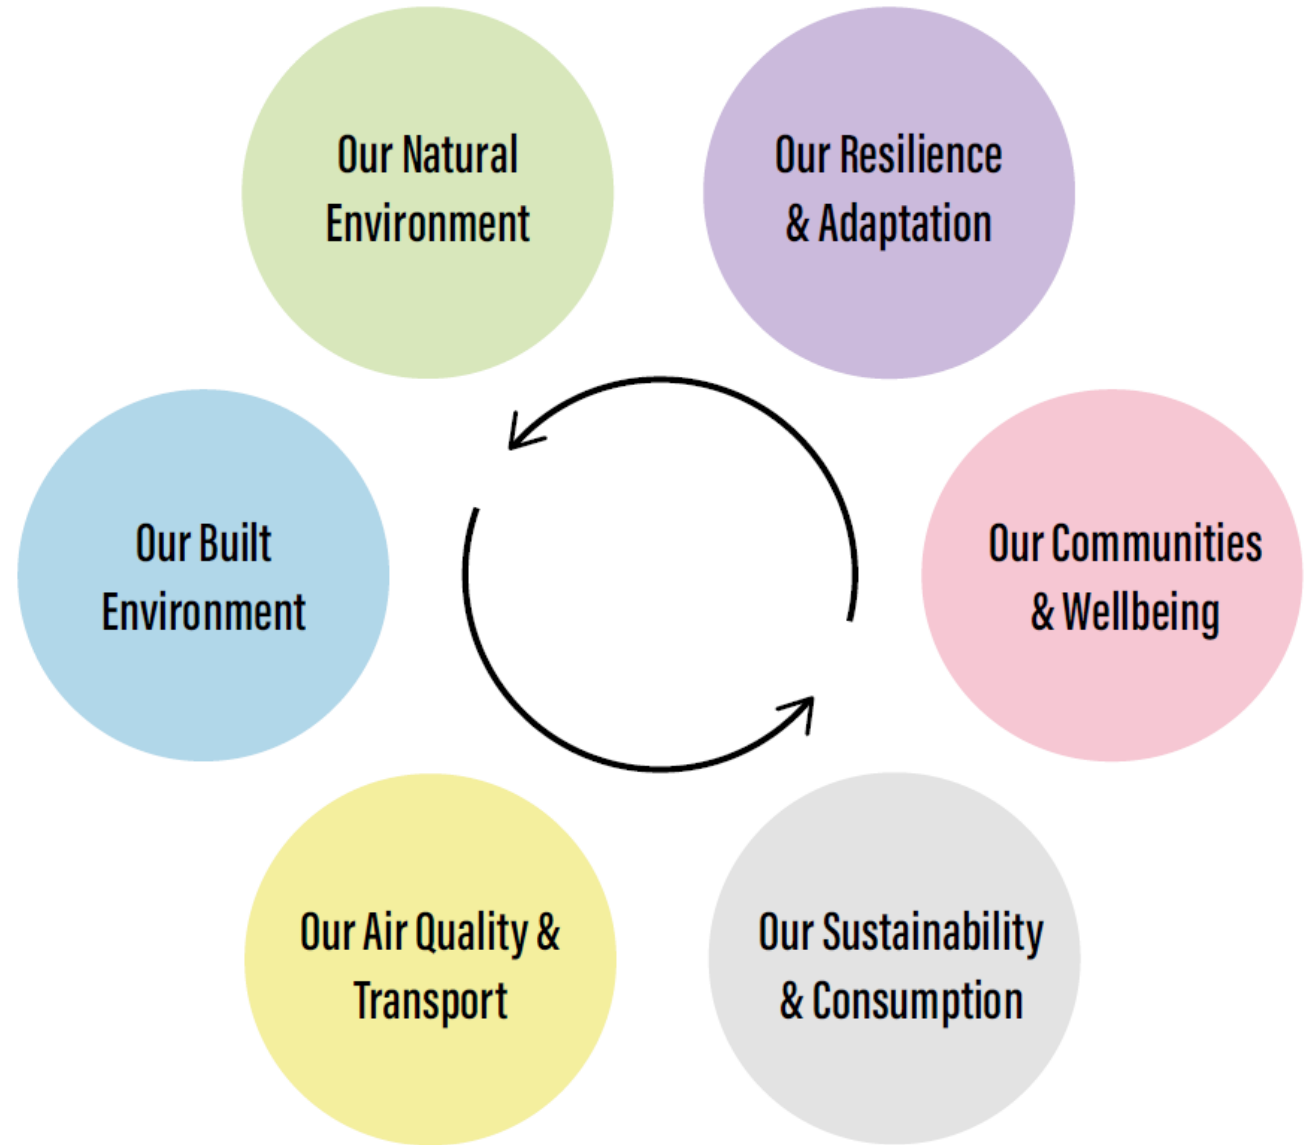 Our Natural
Environment
Our Resilience
& Adaptation
Our Built
Environment
Our Communities
& Wellbeing
Our Air Quality &
Transport
Our Sustainability
& Consumption